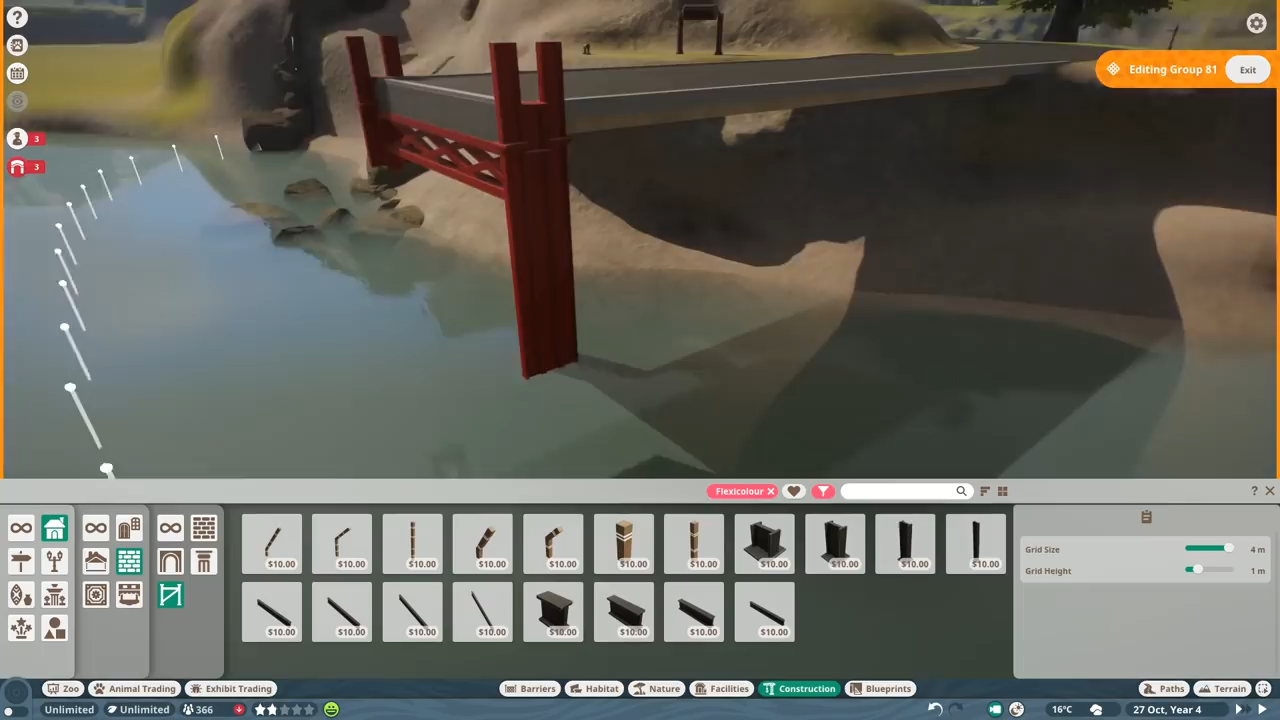 ?
Editing Group 81 Exit
3
3
Flexicolour ×
? ×
$10.00 $10.00 $10.00 $10.00 $10.00 $10.00 $10.00 $10.00 $10.00 $10.00 $10.00
$10.00 $10.00 $10.00 $10.00 $10.00 $10.00 $10.00 $10.00
Grid Size 4 m
Grid Height 1 m
Zoo Animal Trading Exhibit Trading Barriers Habitat Nature Facilities Construction Blueprints Paths Terrain
Unlimited Unlimited 366 16°C 27 Oct, Year 4